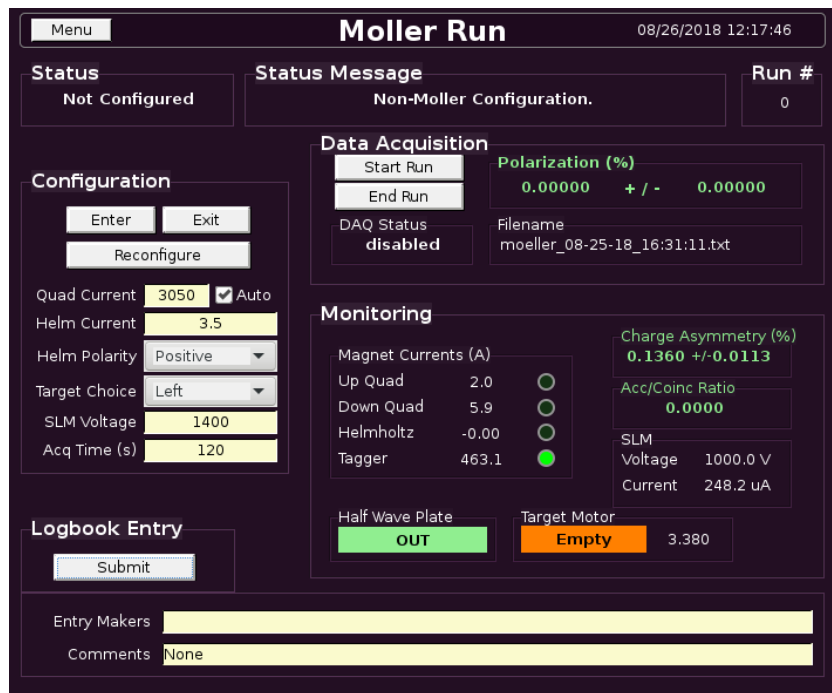 Menu
Moller Run
08/26/2018 12:17:46
Status
Not Configured
Status Message
Non-Moller Configuration.
Run #
0
Configuration
Enter Exit
Reconfigure
Quad Current 3050 Auto
Helm Current 3.5
Helm Polarity Positive
Target Choice Left
SLM Voltage 1400
Acq Time (s) 120
Data Acquisition
Start Run
End Run
DAQ Status
disabled
Polarization (%)
0.00000 + / - 0.00000
Filename
moeller_08-25-18_16:31:11.txt
Monitoring
Magnet Currents (A)
Up Quad 2.0
Down Quad 5.9
Helmholtz -0.00
Tagger 463.1
Charge Asymmetry (%)
0.1360 +/-0.0113
Acc/Coinc Ratio
0.0000
SLM
Voltage 1000.0 V
Current 248.2 uA
Half Wave Plate
OUT
Target Motor
Empty 3.380
Logbook Entry
Submit
Entry Makers
Comments None